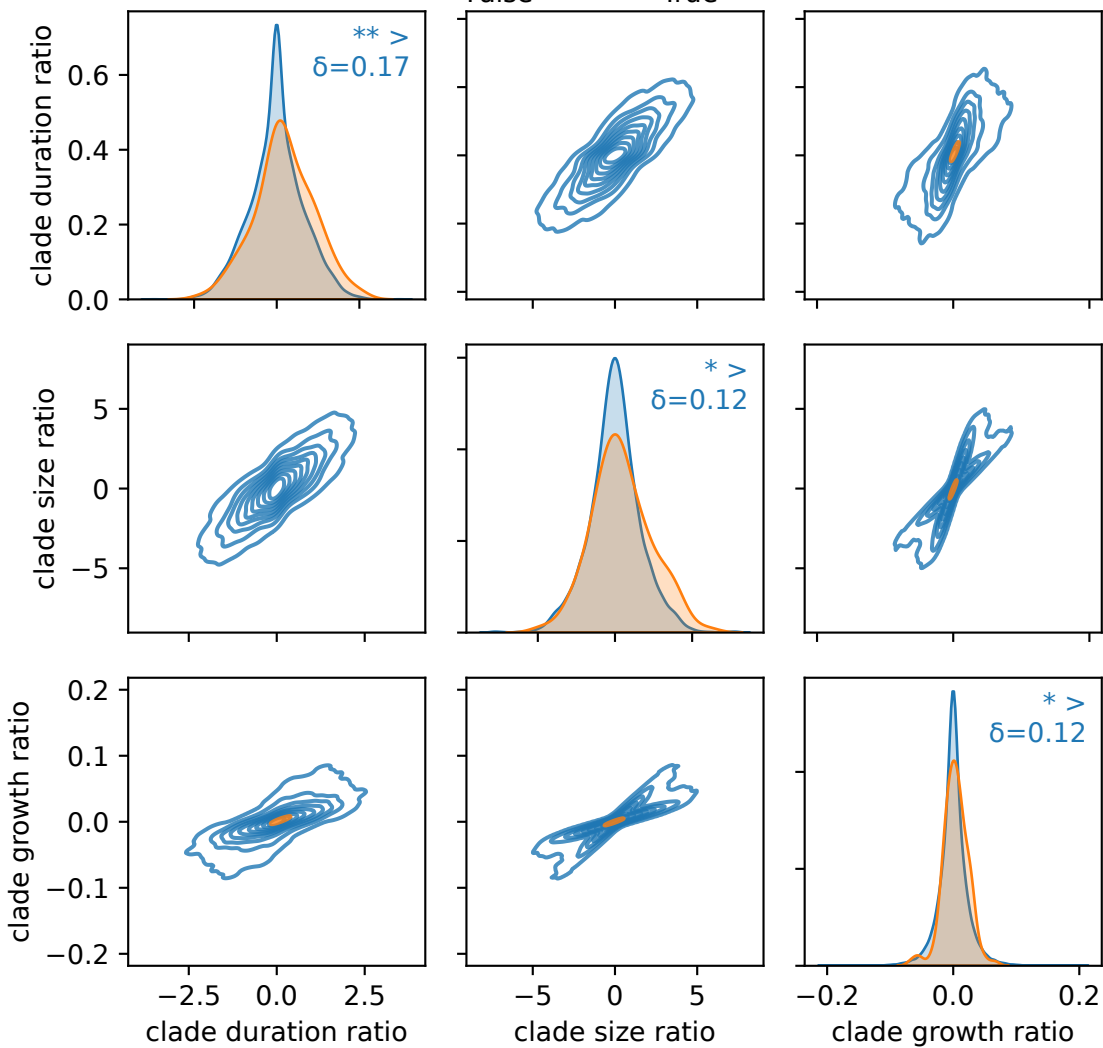 clade duration ratio
0.6
0.4
0.2
0.0
** >
δ=0.17
clade size ratio
5
0
−5
* >
δ=0.12
clade growth ratio
0.2
0.1
0.0
−0.1
−0.2
* >
δ=0.12
−2.5 0.0 2.5
−5 0 5
−0.2 0.0 0.2
clade duration ratio
clade size ratio
clade growth ratio